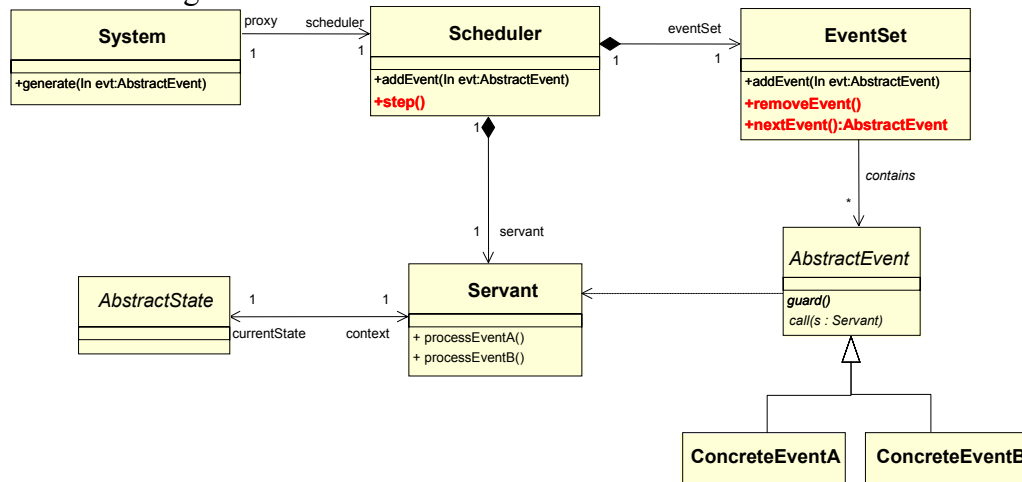 System
+generate(In evt:AbstractEvent)
proxy
scheduler
1
1
Scheduler
+addEvent(In evt:AbstractEvent)
+step()
eventSet
1
1
EventSet
+addEvent(In evt:AbstractEvent)
+removeEvent()
+nextEvent():AbstractEvent
1
contains
*
1
servant
AbstractEvent
guard()
call(s : Servant)
Servant
+ processEventA()
+ processEventB()
AbstractState
1
1
currentState
context
ConcreteEventA
ConcreteEventB